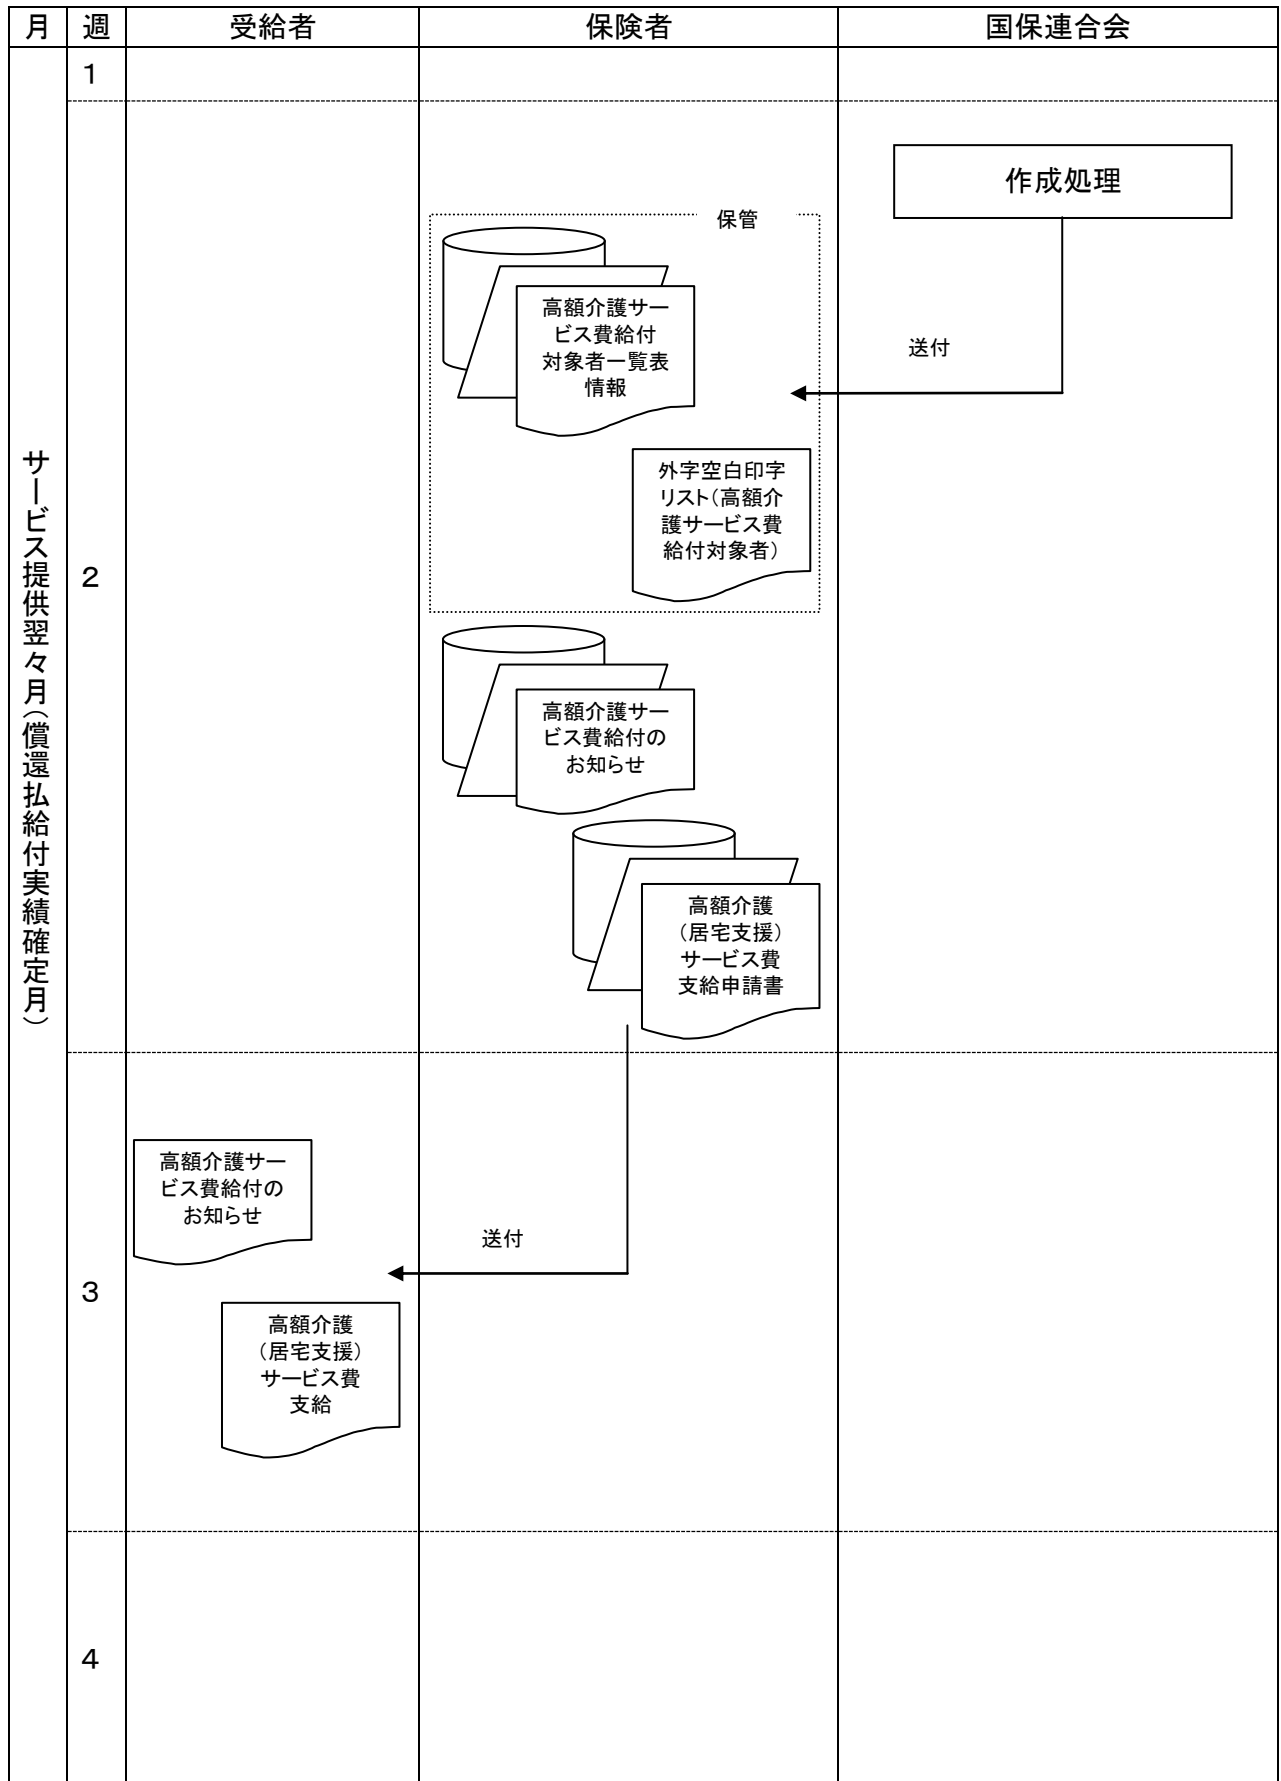 月 週 受給者 保険者 国保連合会
サービス提供翌々月（償還払給付実績確定月）
1
2
作成処理
保管
高額介護サー
ビス費給付
対象者一覧表
情報
送付
外字空白印字
リスト（高額介
護サービス費
給付対象者）
高額介護サー
ビス費給付の
お知らせ
高額介護
（居宅支援）
サービス費
支給申請書
3
高額介護サー
ビス費給付の
お知らせ
送付
高額介護
（居宅支援）
サービス費
支給
4